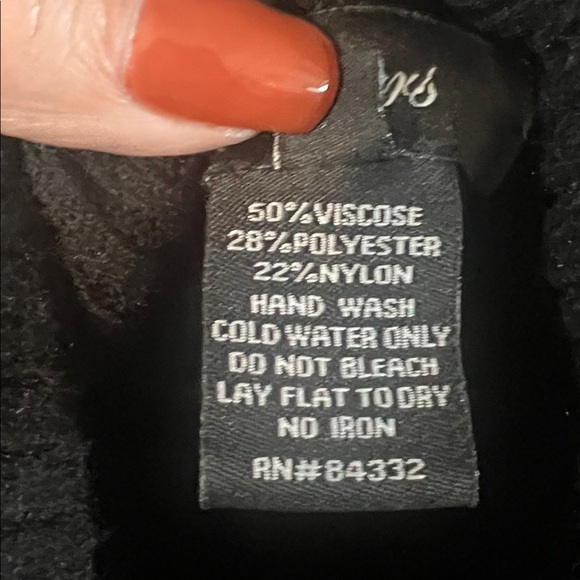 50%VISCOSE
28%POLYESTER
22%NYLON
HAND WASH
COLD WATER ONLY
DO NOT BLEACH
LAY FLAT TO DRY
NO IRON
RN#84332